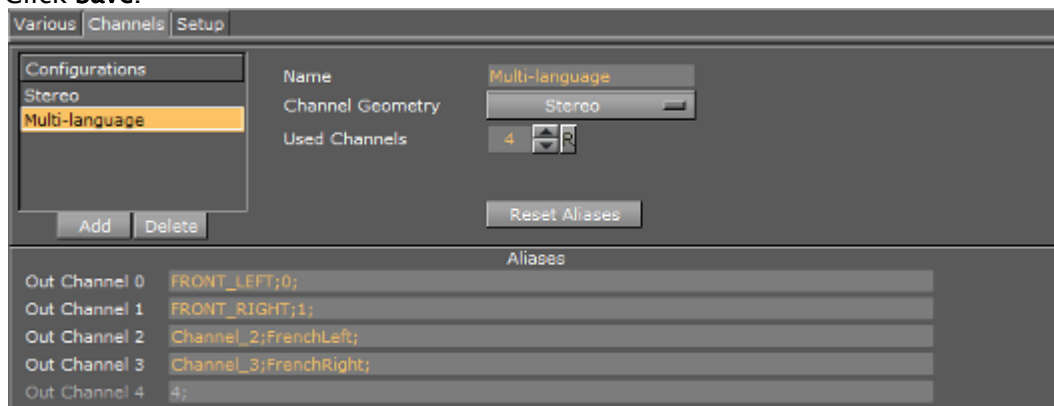 Click Save.
Various Channels Setup
Configurations
Stereo
Multi-language
Add Delete
Name Multi-language
Channel Geometry Stereo
Used Channels 4 R
Reset Aliases
Aliases
Out Channel 0 FRONT_LEFT;0;
Out Channel 1 FRONT_RIGHT;1;
Out Channel 2 Channel_2;FrenchLeft;
Out Channel 3 Channel_3;FrenchRight;
Out Channel 4 4;